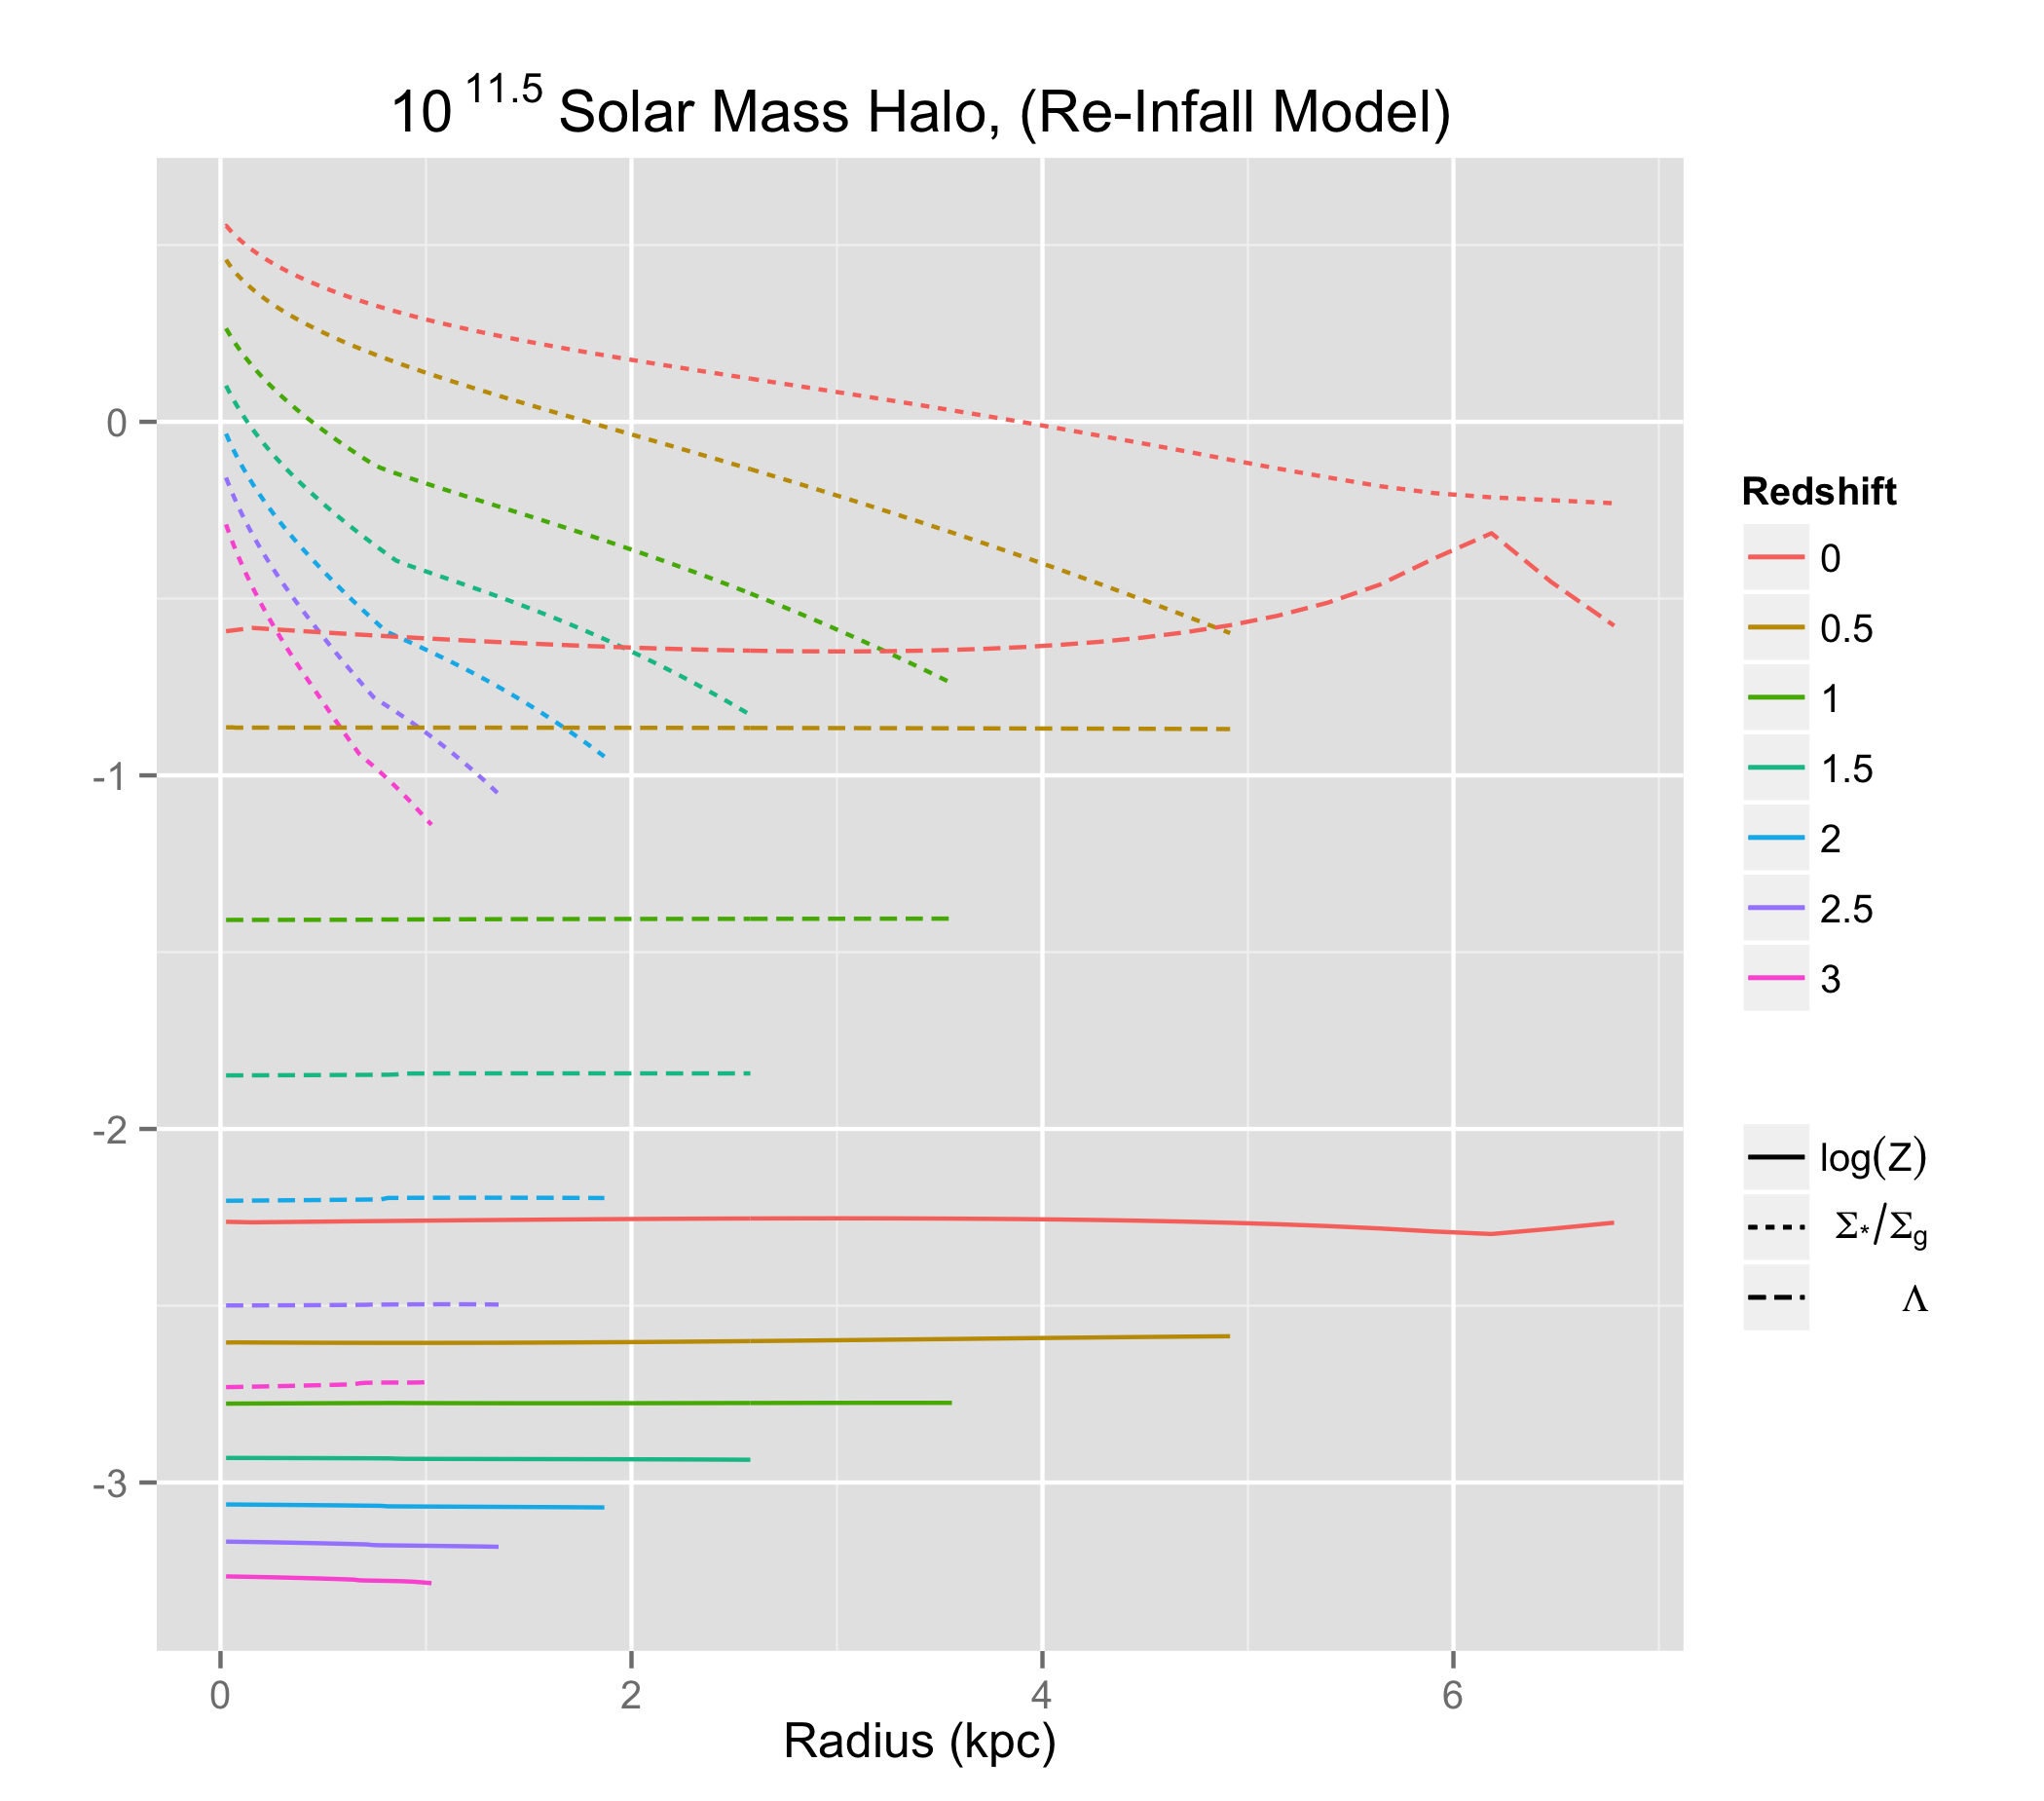 10^11.5 Solar Mass Halo, (Re-Infall Model)
0
-1
-2
-3
0 2 4 6
Radius (kpc)
Redshift
0
0.5
1
1.5
2
2.5
3
log(Z)
Σ*/Σg
Λ